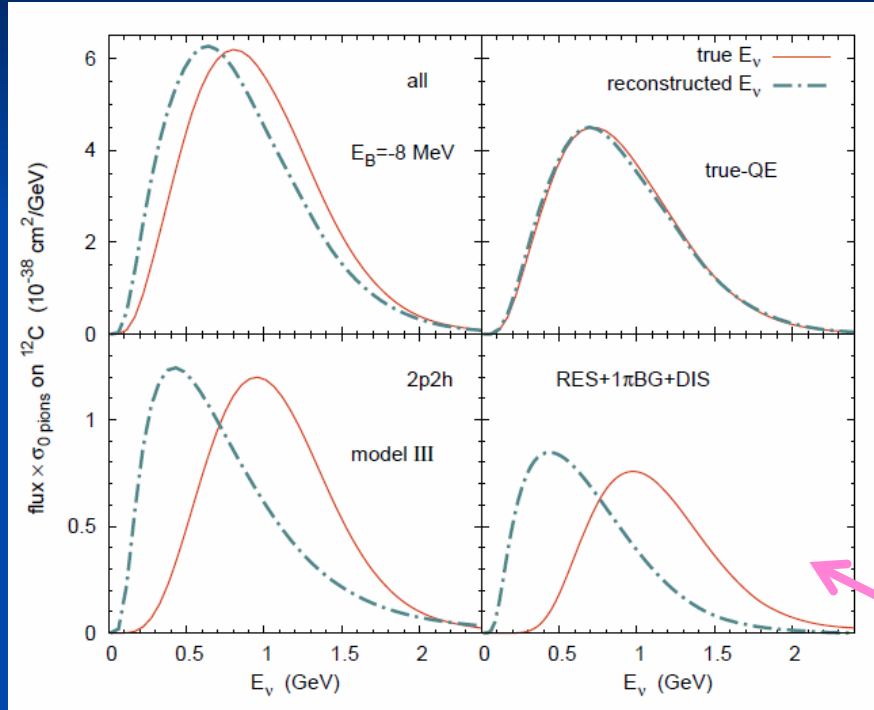 6
4
2
0
all
E_B=-8 MeV
true E_ν
reconstructed E_ν
true-QE
flux × σ_0 pions on ^12C (10^-38 cm^2/GeV)
1
0.5
0
2p2h
model III
RES+1πBG+DIS
0 0.5 1 1.5 2
0 0.5 1 1.5 2
E_ν (GeV)
E_ν (GeV)